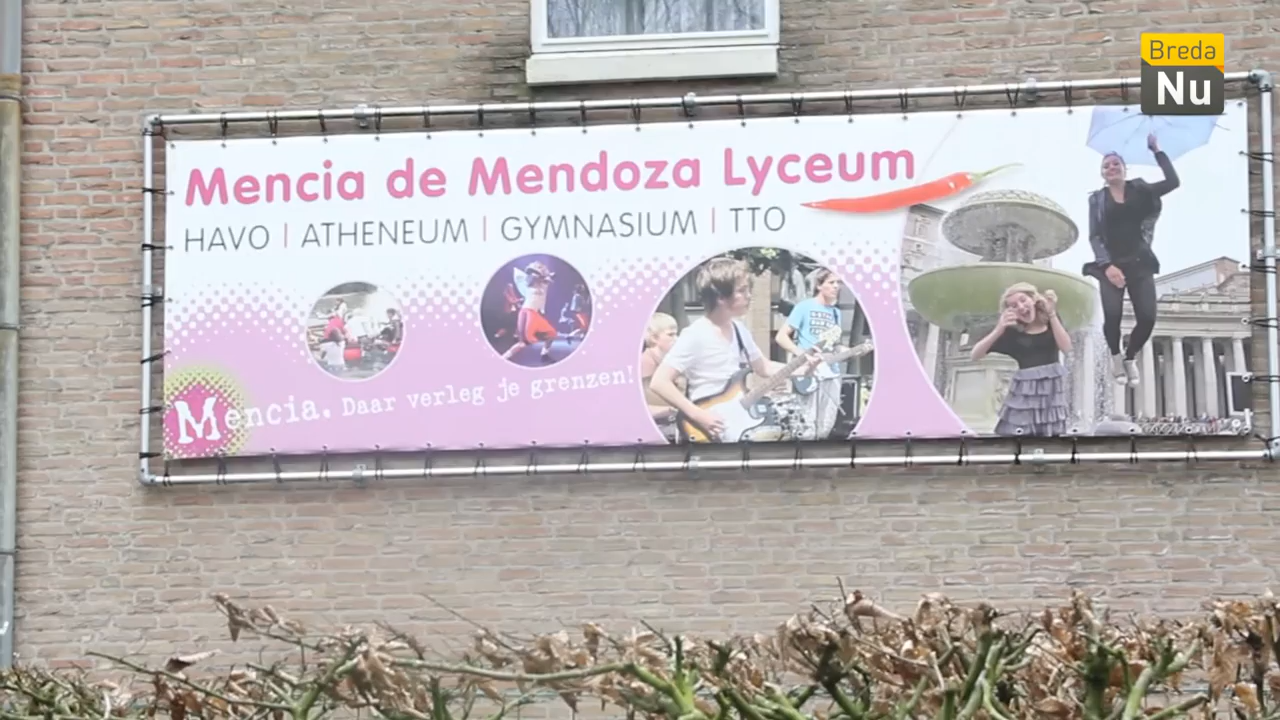 Breda
Nu
Mencia de Mendoza Lyceum
HAVO | ATHENEUM | GYMNASIUM | TTO
Mencia. Daar verleg je grenzen!